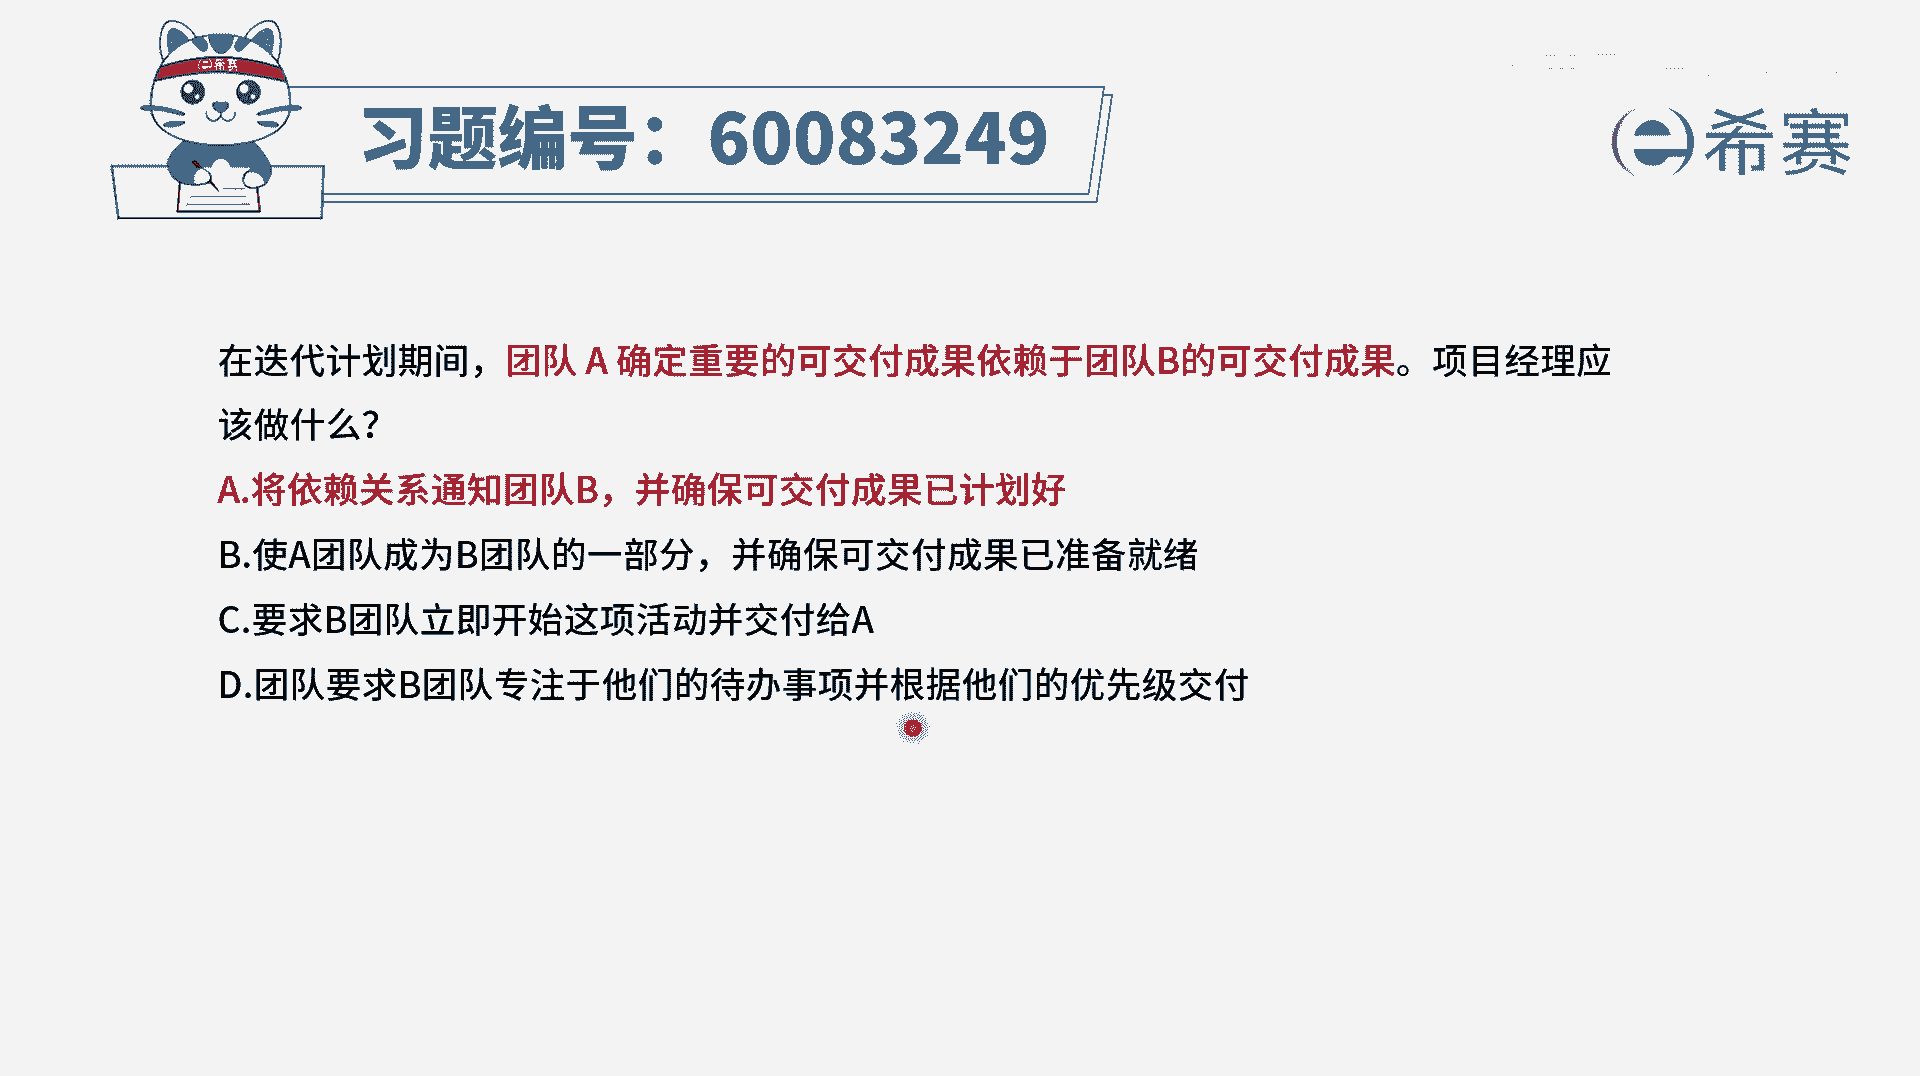 希赛
习题编号：60083249
希赛
在迭代计划期间，团队 A 确定重要的可交付成果依赖于团队B的可交付成果。项目经理应
该做什么？
A.将依赖关系通知团队B，并确保可交付成果已计划好
B.使A团队成为B团队的一部分，并确保可交付成果已准备就绪
C.要求B团队立即开始这项活动并交付给A
D.团队要求B团队专注于他们的待办事项并根据他们的优先级交付